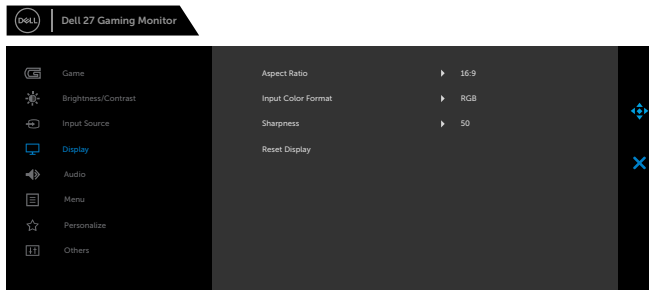 DELL
Dell 27 Gaming Monitor
Game
Brightness/Contrast
Input Source
Display
Audio
Menu
Personalize
Others
Aspect Ratio 16:9
Input Color Format RGB
Sharpness 50
Reset Display